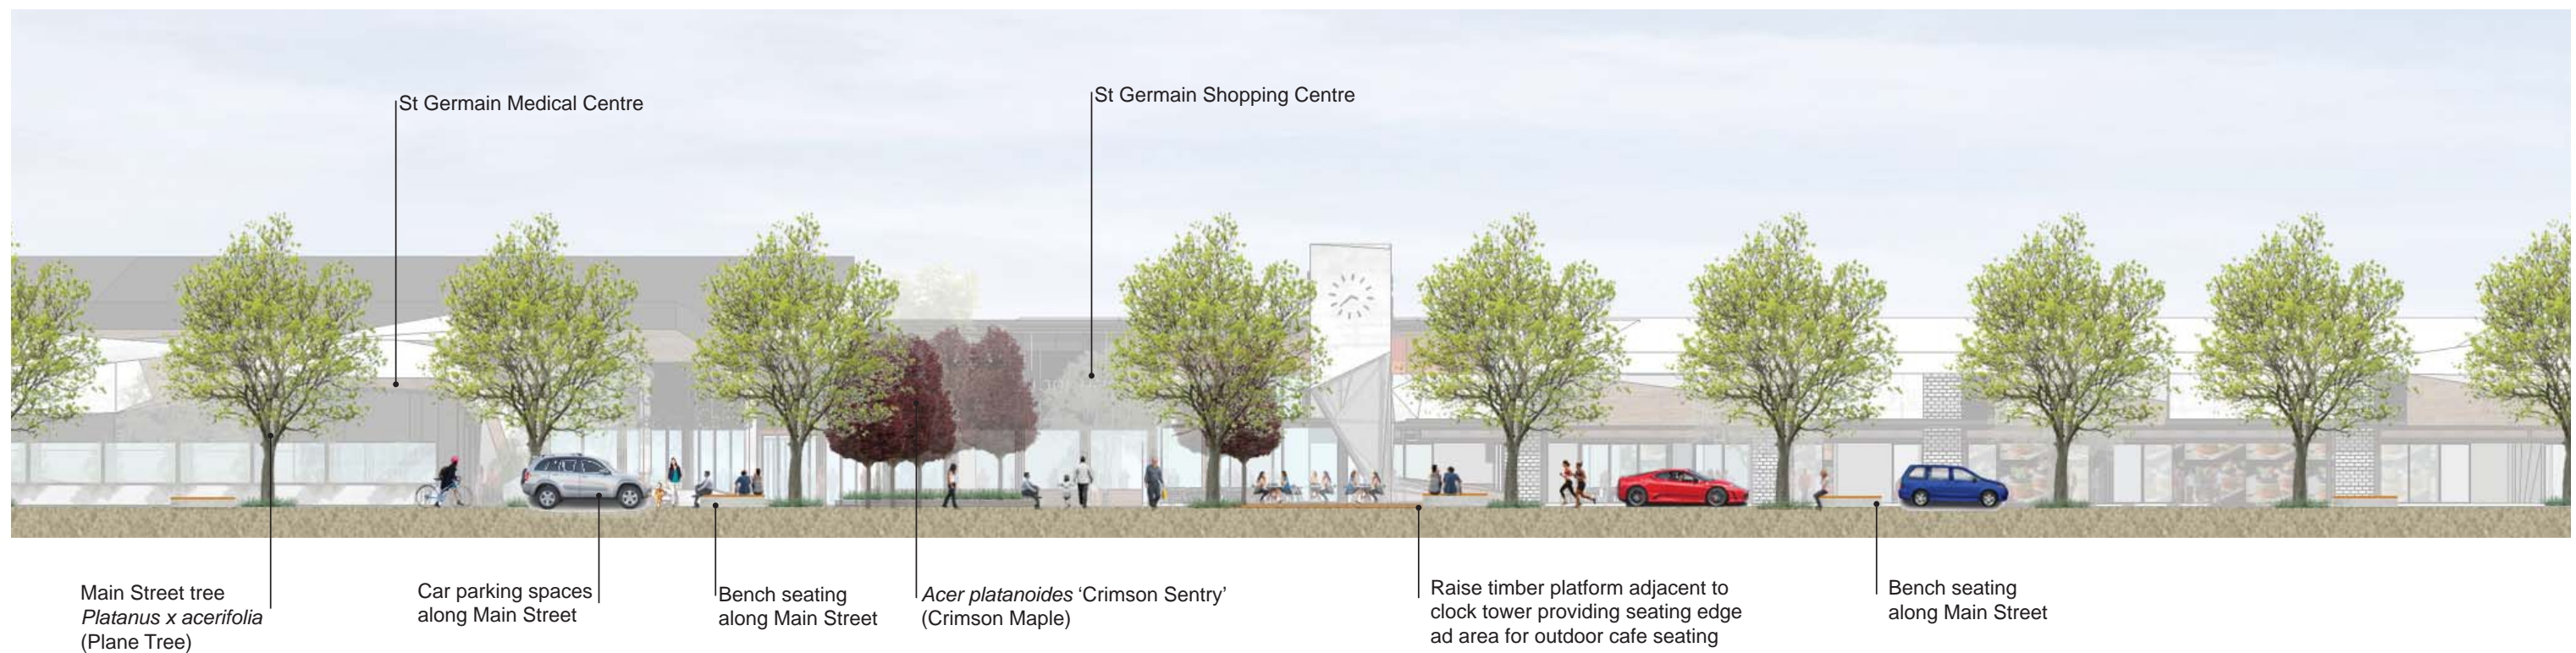 St Germain Medical Centre
St Germain Shopping Centre
Main Street tree
Platanus x acerifolia
(Plane Tree)
Car parking spaces
along Main Street
Bench seating
along Main Street
Acer platanoides ‘Crimson Sentry’
(Crimson Maple)
Raise timber platform adjacent to
clock tower providing seating edge
ad area for outdoor cafe seating
Bench seating
along Main Street